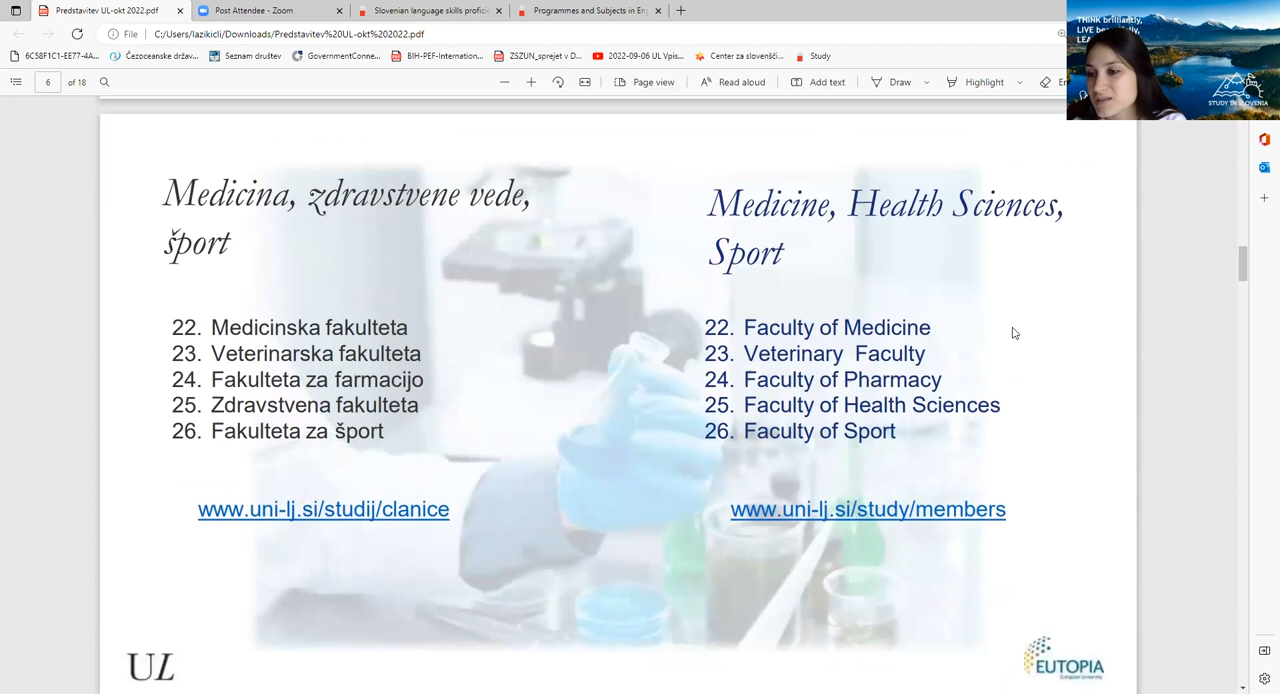 Predstavitev UL-okt 2022.pdf
Post Attendee - Zoom
Slovenian language skills profici
Programmes and Subjects in En
File
C:/Users/lazikicli/Downloads/Predstavitev%20UL-okt%202022.pdf
6C58F1C1-EE77-4A...
Čezoceanske držav...
Seznam društev
GovernmentConne...
BIH-PEF-Internation...
ZSZUN_sprejet v D...
2022-09-06 UL Vpis...
Center za slovenšči...
Study
6
of 18
Page view
Read aloud
Add text
Draw
Highlight
THINK brilliantly,
LIVE
STUDY IN SLOVENIA
Medicina, zdravstvene vede,
šport
22. Medicinska fakulteta
23. Veterinarska fakulteta
24. Fakulteta za farmacijo
25. Zdravstvena fakulteta
26. Fakulteta za šport
www.uni-lj.si/studij/clanice
Medicine, Health Sciences,
Sport
22. Faculty of Medicine
23. Veterinary Faculty
24. Faculty of Pharmacy
25. Faculty of Health Sciences
26. Faculty of Sport
www.uni-lj.si/study/members
UL
EUTOPIA